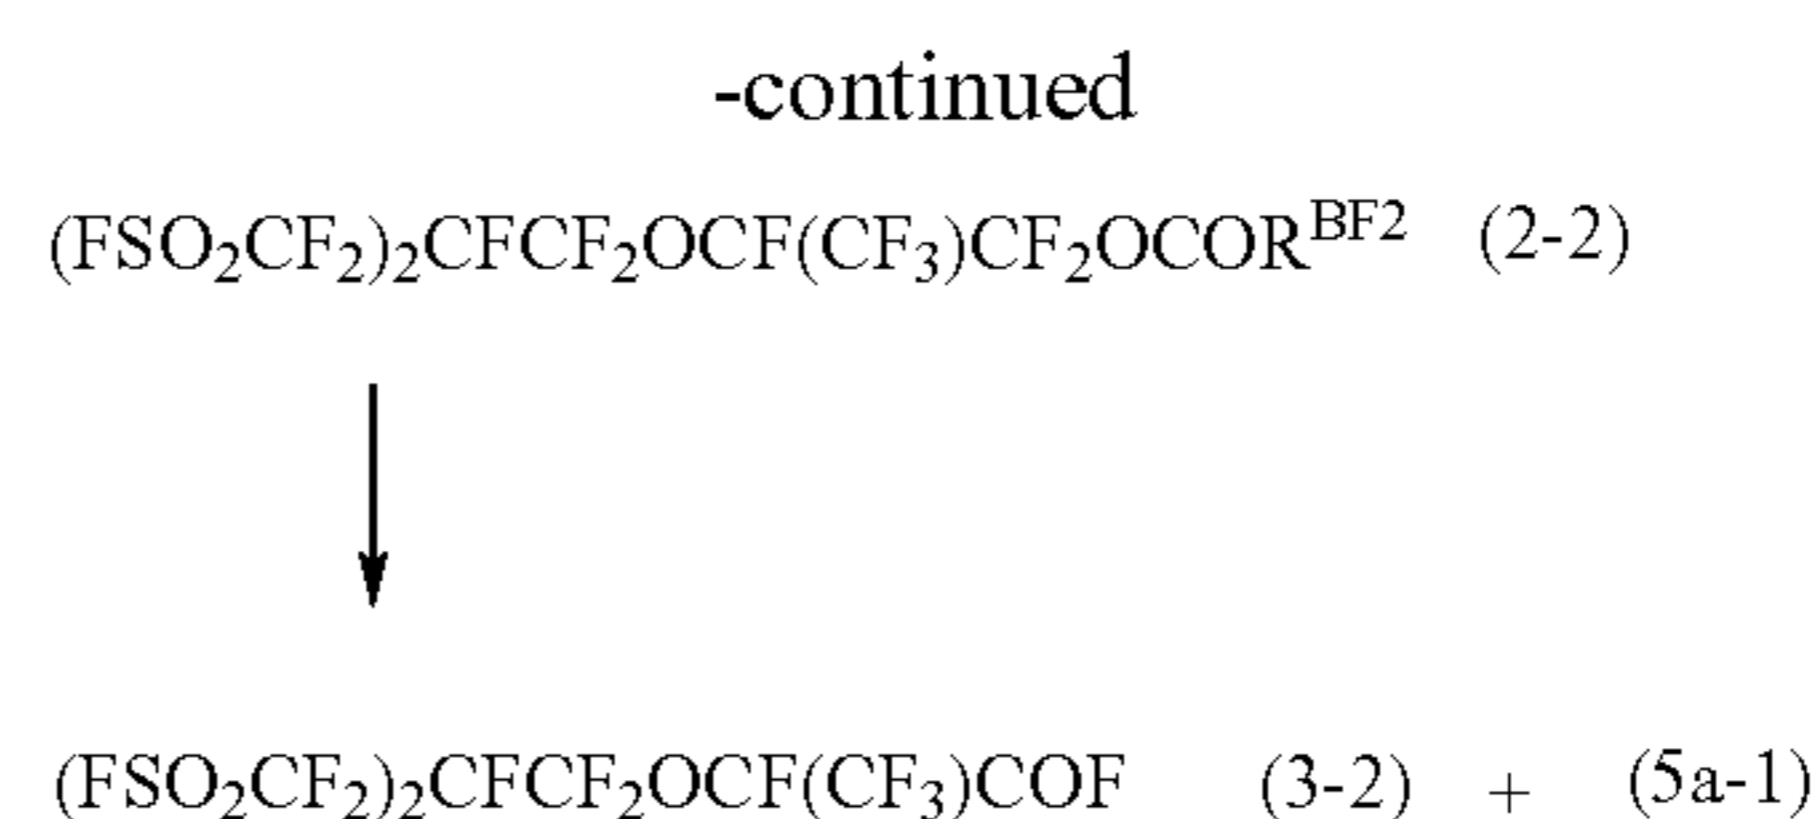 -continued
(FSO₂CF₂)₂CFCF₂OCF(CF₃)CF₂OCORᴮꟳ² (2-2)
(FSO₂CF₂)₂CFCF₂OCF(CF₃)COF (3-2) + (5a-1)